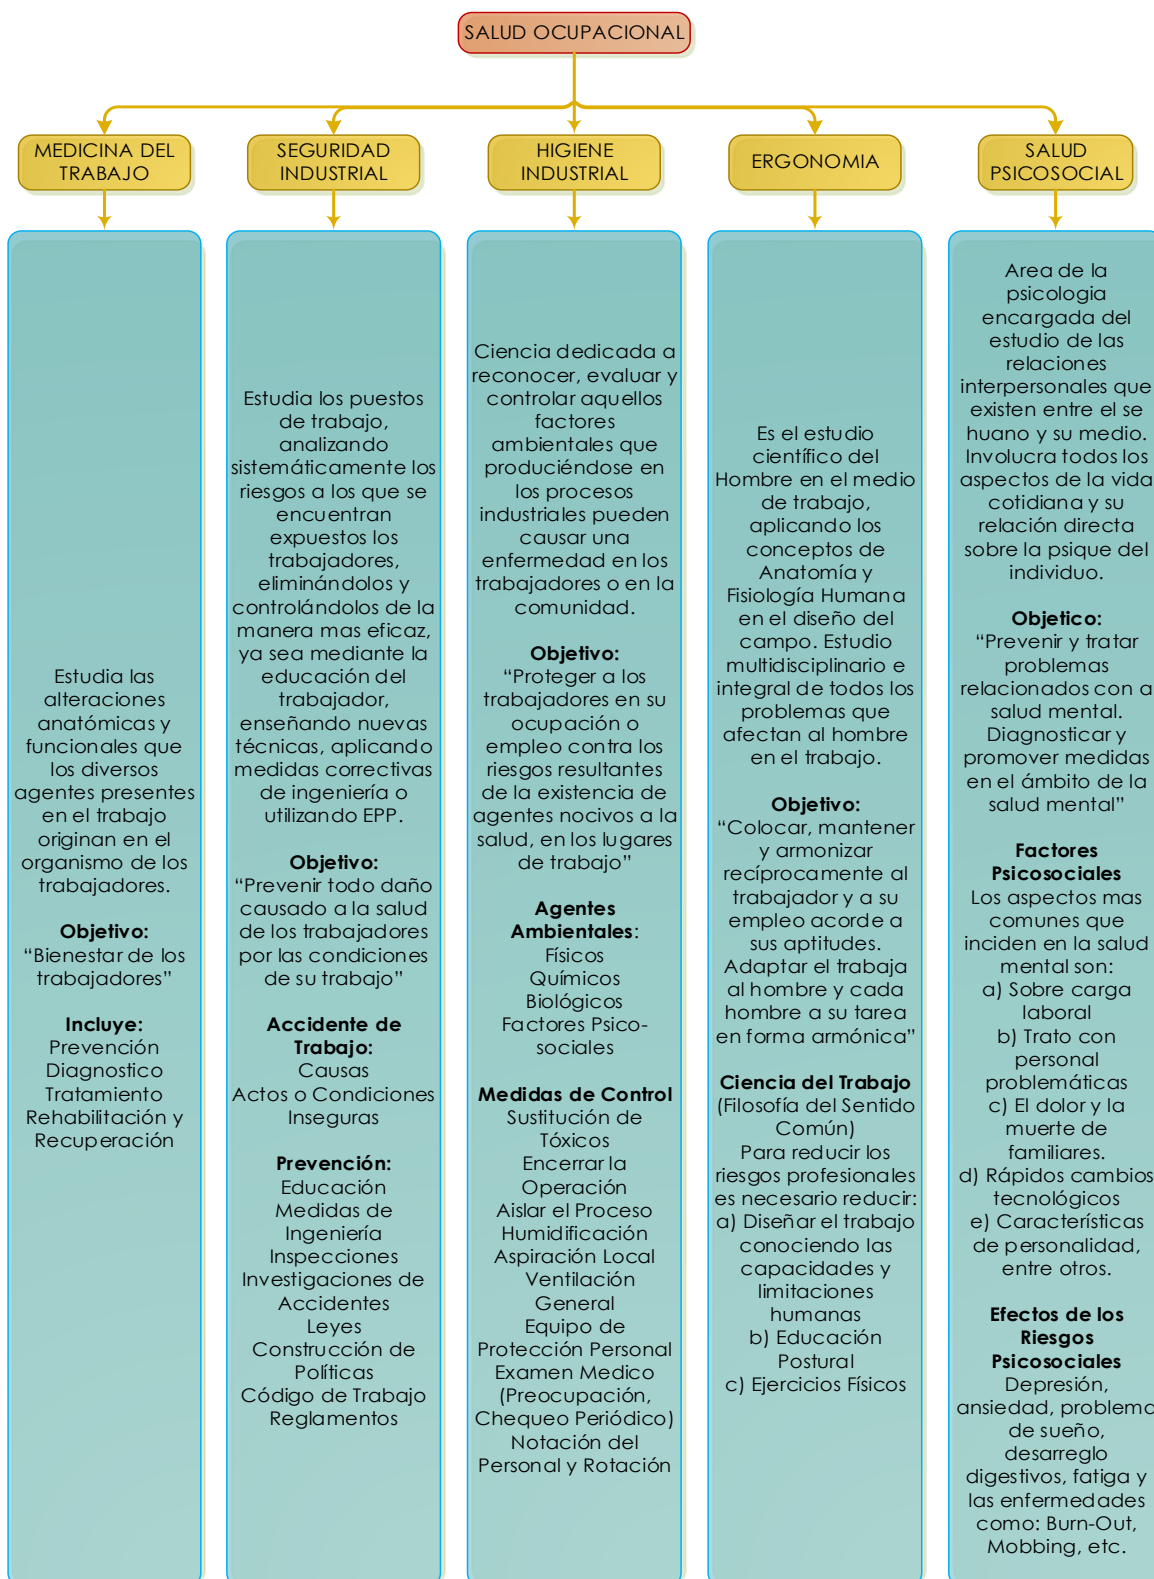 SALUD OCUPACIONAL
MEDICINA DEL
TRABAJO
SEGURIDAD
INDUSTRIAL
HIGIENE
INDUSTRIAL
ERGONOMIA
SALUD
PSICOSOCIAL
Estudia las
alteraciones
anatómicas y
funcionales que
los diversos
agentes presentes
en el trabajo
originan en el
organismo de los
trabajadores.
Objetivo:
“Bienestar de los
trabajadores”
Incluye:
Prevención
Diagnostico
Tratamiento
Rehabilitación y
Recuperación
Estudia los puestos
de trabajo,
analizando
sistemáticamente los
riesgos a los que se
encuentran
expuestos los
trabajadores,
eliminándolos y
controlándolos de la
manera mas eficaz,
ya sea mediante la
educación del
trabajador,
enseñando nuevas
técnicas, aplicando
medidas correctivas
de ingeniería o
utilizando EPP.
Objetivo:
“Prevenir todo daño
causado a la salud
de los trabajadores
por las condiciones
de su trabajo”
Accidente de
Trabajo:
Causas
Actos o Condiciones
Inseguras
Prevención:
Educación
Medidas de
Ingeniería
Inspecciones
Investigaciones de
Accidentes
Leyes
Construcción de
Políticas
Código de Trabajo
Reglamentos
Ciencia dedicada a
reconocer, evaluar y
controlar aquellos
factores
ambientales que
produciéndose en
los procesos
industriales pueden
causar una
enfermedad en los
trabajadores o en la
comunidad.
Objetivo:
“Proteger a los
trabajadores en su
ocupación o
empleo contra los
riesgos resultantes
de la existencia de
agentes nocivos a la
salud, en los lugares
de trabajo”
Agentes
Ambientales:
Físicos
Químicos
Biológicos
Factores Psico-
sociales
Medidas de Control
Sustitución de
Tóxicos
Encerrar la
Operación
Aislar el Proceso
Humidificación
Aspiración Local
Ventilación
General
Equipo de
Protección Personal
Examen Medico
(Preocupación,
Chequeo Periódico)
Notación del
Personal y Rotación
Es el estudio
científico del
Hombre en el medio
de trabajo,
aplicando los
conceptos de
Anatomía y
Fisiología Humana
en el diseño del
campo. Estudio
multidisciplinario e
integral de todos los
problemas que
afectan al hombre
en el trabajo.
Objetivo:
“Colocar, mantener
y armonizar
recíprocamente al
trabajador y a su
empleo acorde a
sus aptitudes.
Adaptar el trabaja
al hombre y cada
hombre a su tarea
en forma armónica”
Ciencia del Trabajo
(Filosofía del Sentido
Común)
Para reducir los
riesgos profesionales
es necesario reducir:
a) Diseñar el trabajo
conociendo las
capacidades y
limitaciones
humanas
b) Educación
Postural
c) Ejercicios Físicos
Area de la
psicologia
encargada del
estudio de las
relaciones
interpersonales que
existen entre el se
huano y su medio.
Involucra todos los
aspectos de la vida
cotidiana y su
relación directa
sobre la psique del
individuo.
Objetico:
“Prevenir y tratar
problemas
relacionados con a
salud mental.
Diagnosticar y
promover medidas
en el ámbito de la
salud mental”
Factores
Psicosociales
Los aspectos mas
comunes que
inciden en la salud
mental son:
a) Sobre carga
laboral
b) Trato con
personal
problemáticas
c) El dolor y la
muerte de
familiares.
d) Rápidos cambios
tecnológicos
e) Características
de personalidad,
entre otros.
Efectos de los
Riesgos
Psicosociales
Depresión,
ansiedad, problema
de sueño,
desarreglo
digestivos, fatiga y
las enfermedades
como: Burn-Out,
Mobbing, etc.